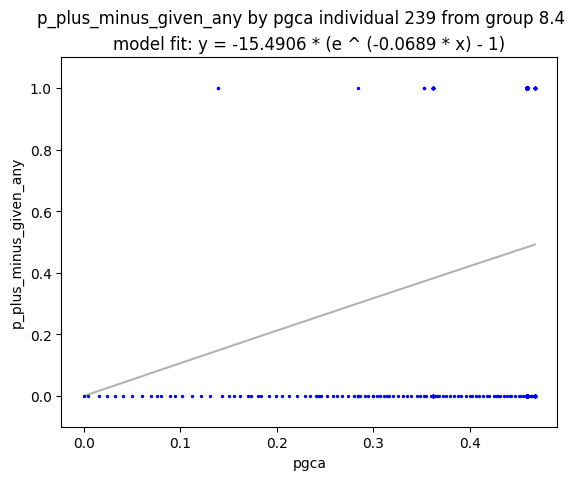 p_plus_minus_given_any by pgca individual 239 from group 8.4
model fit: y = -15.4906 * (e ^ (-0.0689 * x) - 1)
1.0
0.8
0.6
0.4
0.2
0.0
p_plus_minus_given_any
0.0 0.1 0.2 0.3 0.4
pgca